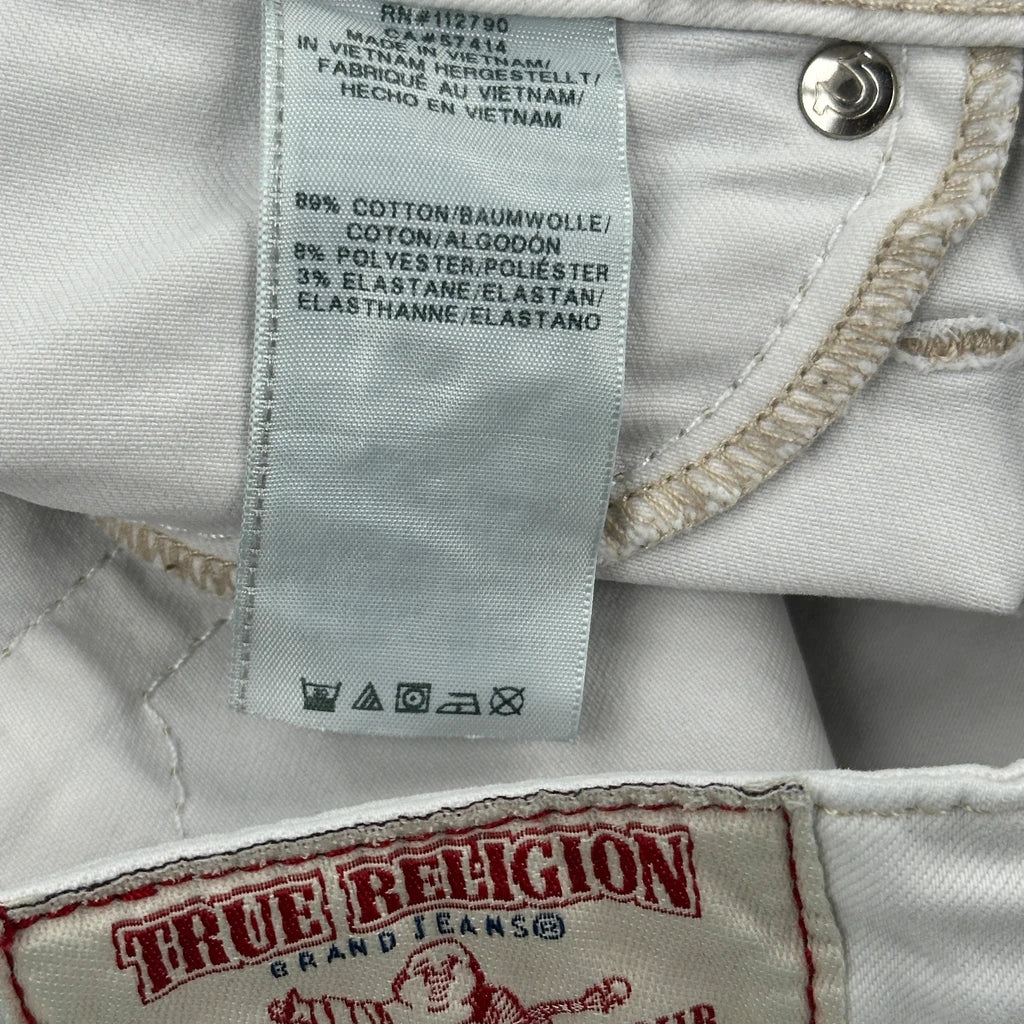 RN#112790
CA#57414
MADE IN VIETNAM/
IN VIETNAM HERGESTELLT/
FABRIQUÉ AU VIETNAM/
HECHO EN VIETNAM
89% COTTON/BAUMWOLLE/
COTON/ALGODÓN
8% POLYESTER/POLIÉSTER
3% ELASTANE/ELASTAN/
ELASTHANNE/ELASTANO
TRUE RELIGION
BRAND JEANS®